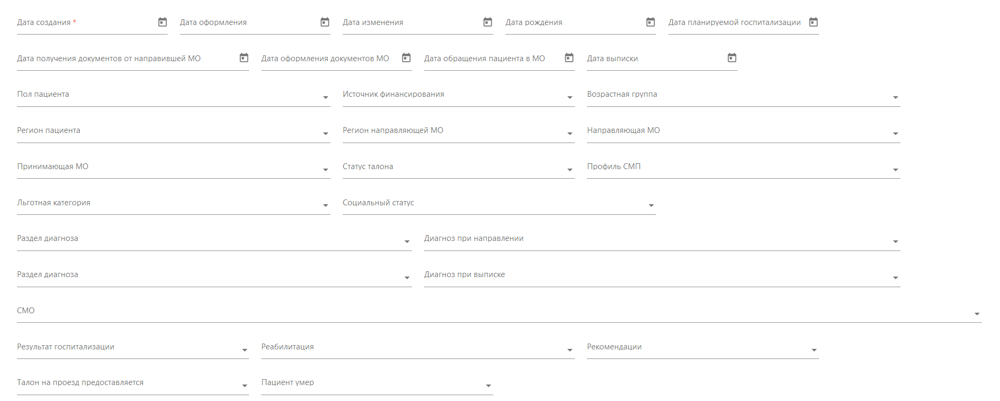 Дата создания * Дата оформления Дата изменения Дата рождения Дата планируемой госпитализации
Дата получения документов от направившей МО Дата оформления документов МО Дата обращения пациента в МО Дата выписки
Пол пациента Источник финансирования Возрастная группа
Регион пациента Регион направляющей МО Направляющая МО
Принимающая МО Статус талона Профиль СМП
Льготная категория Социальный статус
Раздел диагноза Диагноз при направлении
Раздел диагноза Диагноз при выписке
СМО
Результат госпитализации Реабилитация Рекомендации
Талон на проезд предоставляется Пациент умер